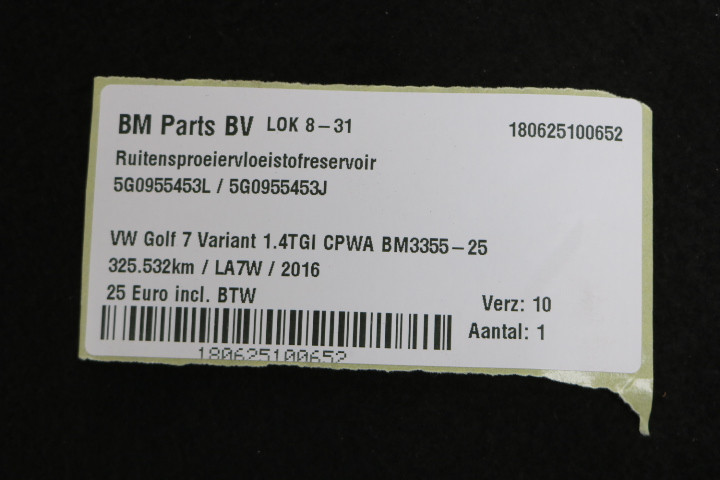 BM Parts BV LOK 8-31 180625100652
Ruitensproeiervloeistofreservoir
5G0955453L / 5G0955453J
VW Golf 7 Variant 1.4TGI CPWA BM3355-25
325.532km / LA7W / 2016
25 Euro incl. BTW
Verz: 10
Aantal: 1
180625100652